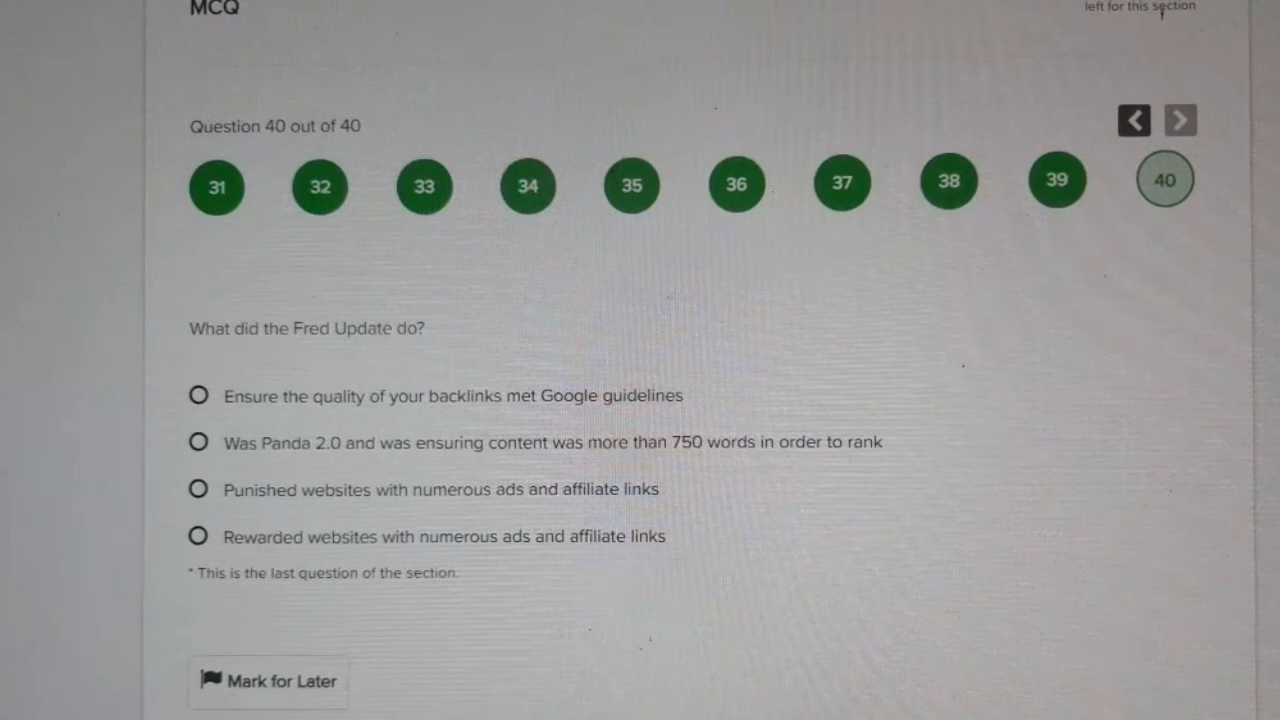 MCQ
left for this section
Question 40 out of 40
31 32 33 34 35 36 37 38 39 40
What did the Fred Update do?
Ensure the quality of your backlinks met Google guidelines
Was Panda 2.0 and was ensuring content was more than 750 words in order to rank
Punished websites with numerous ads and affiliate links
Rewarded websites with numerous ads and affiliate links
* This is the last question of the section.
Mark for Later